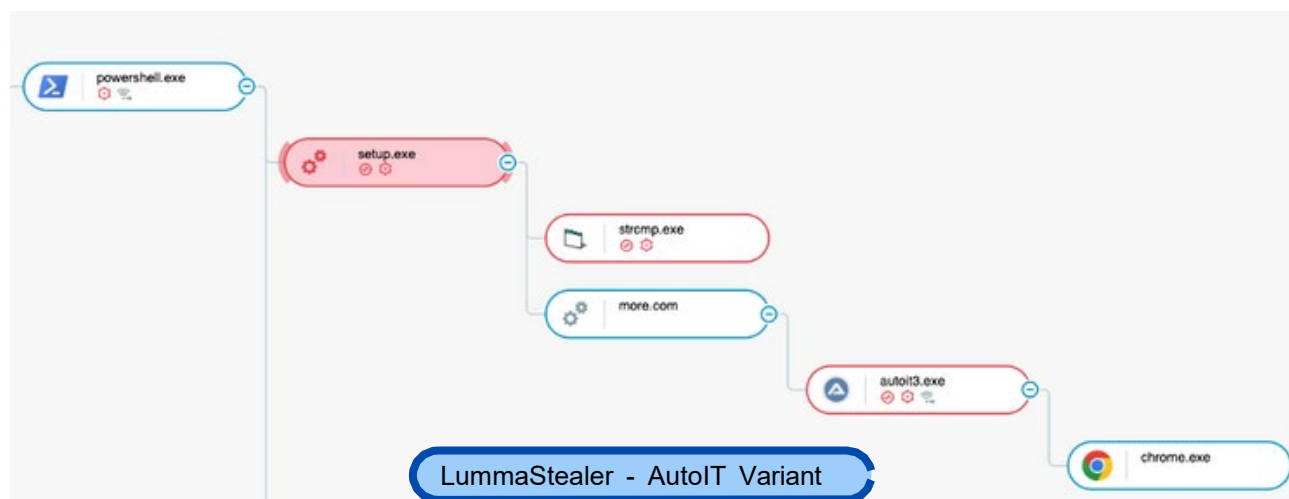 powershell.exe
setup.exe
strcmp.exe
more.com
autoit3.exe
chrome.exe
LummaStealer - AutoIT Variant